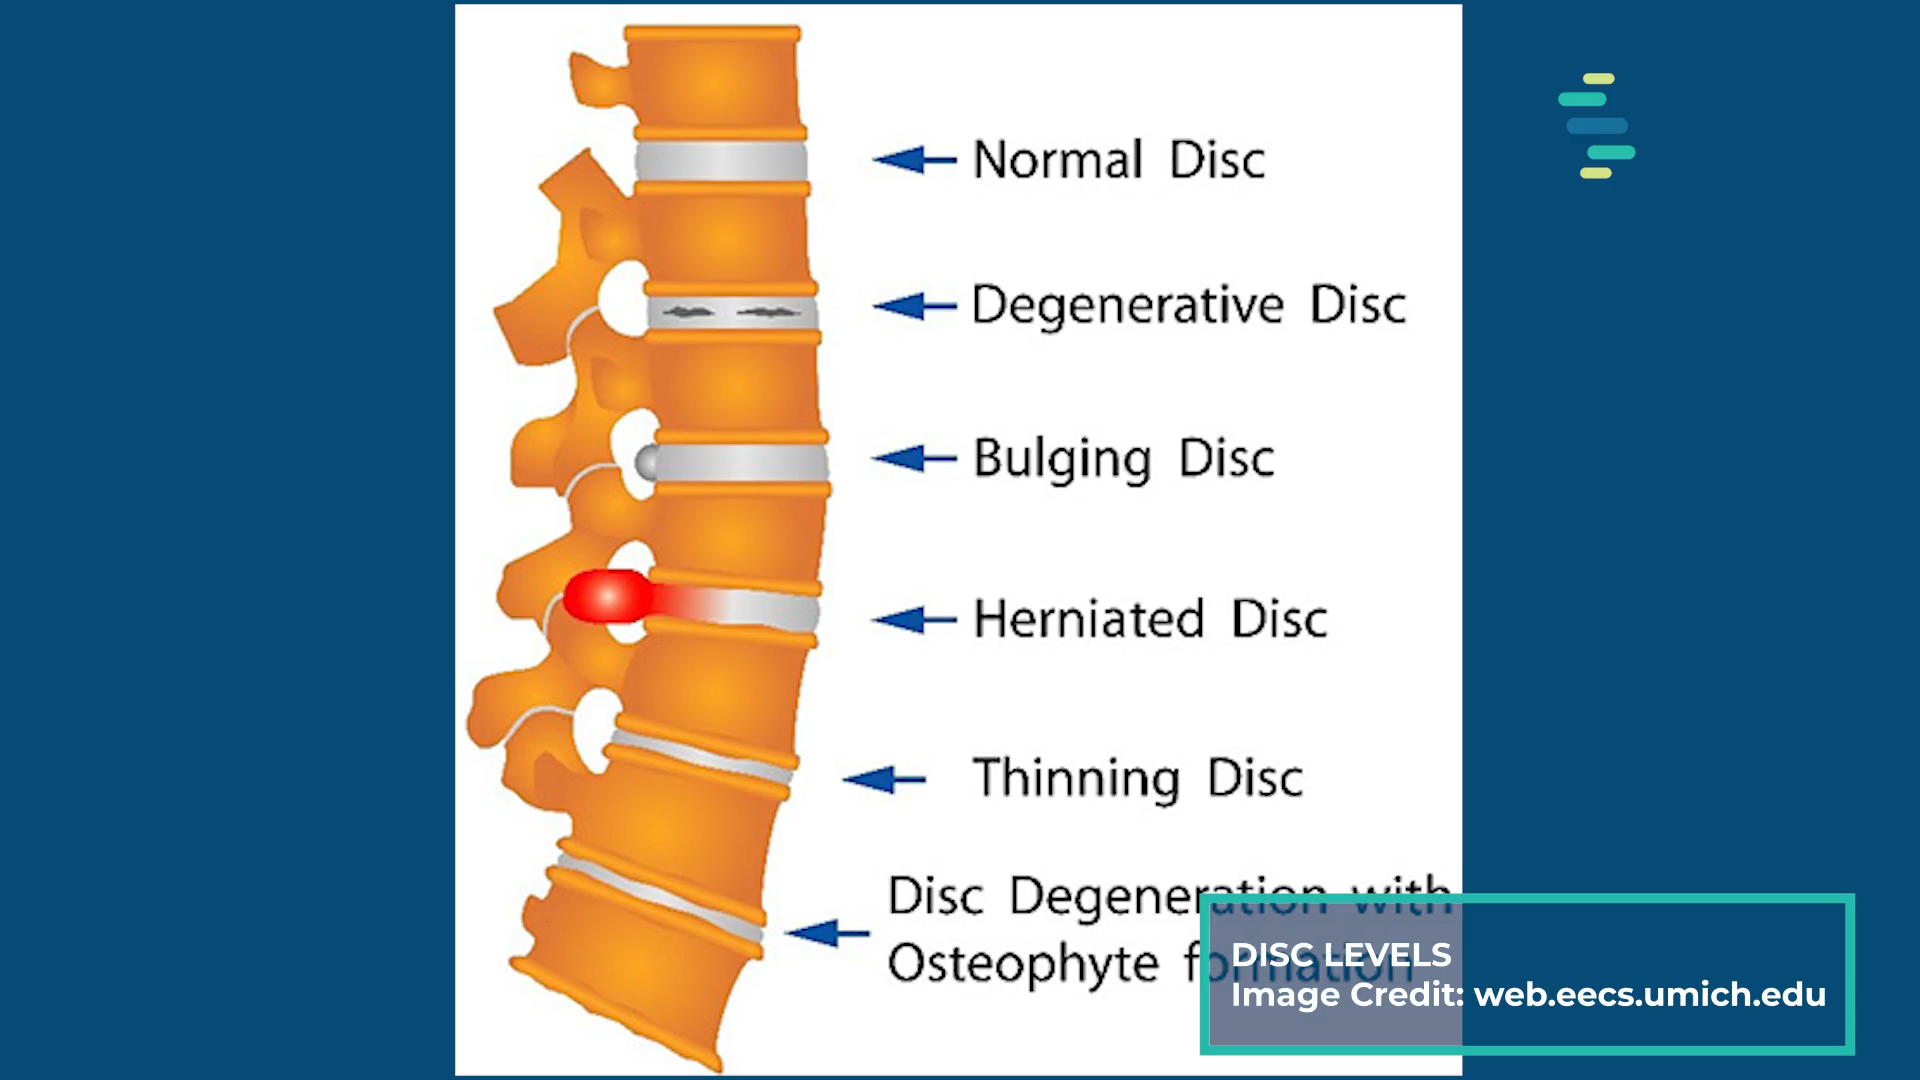 Normal Disc
Degenerative Disc
Bulging Disc
Herniated Disc
Thinning Disc
Disc Degeneration with
Osteophyte formation
DISC LEVELS
Image Credit: web.eecs.umich.edu